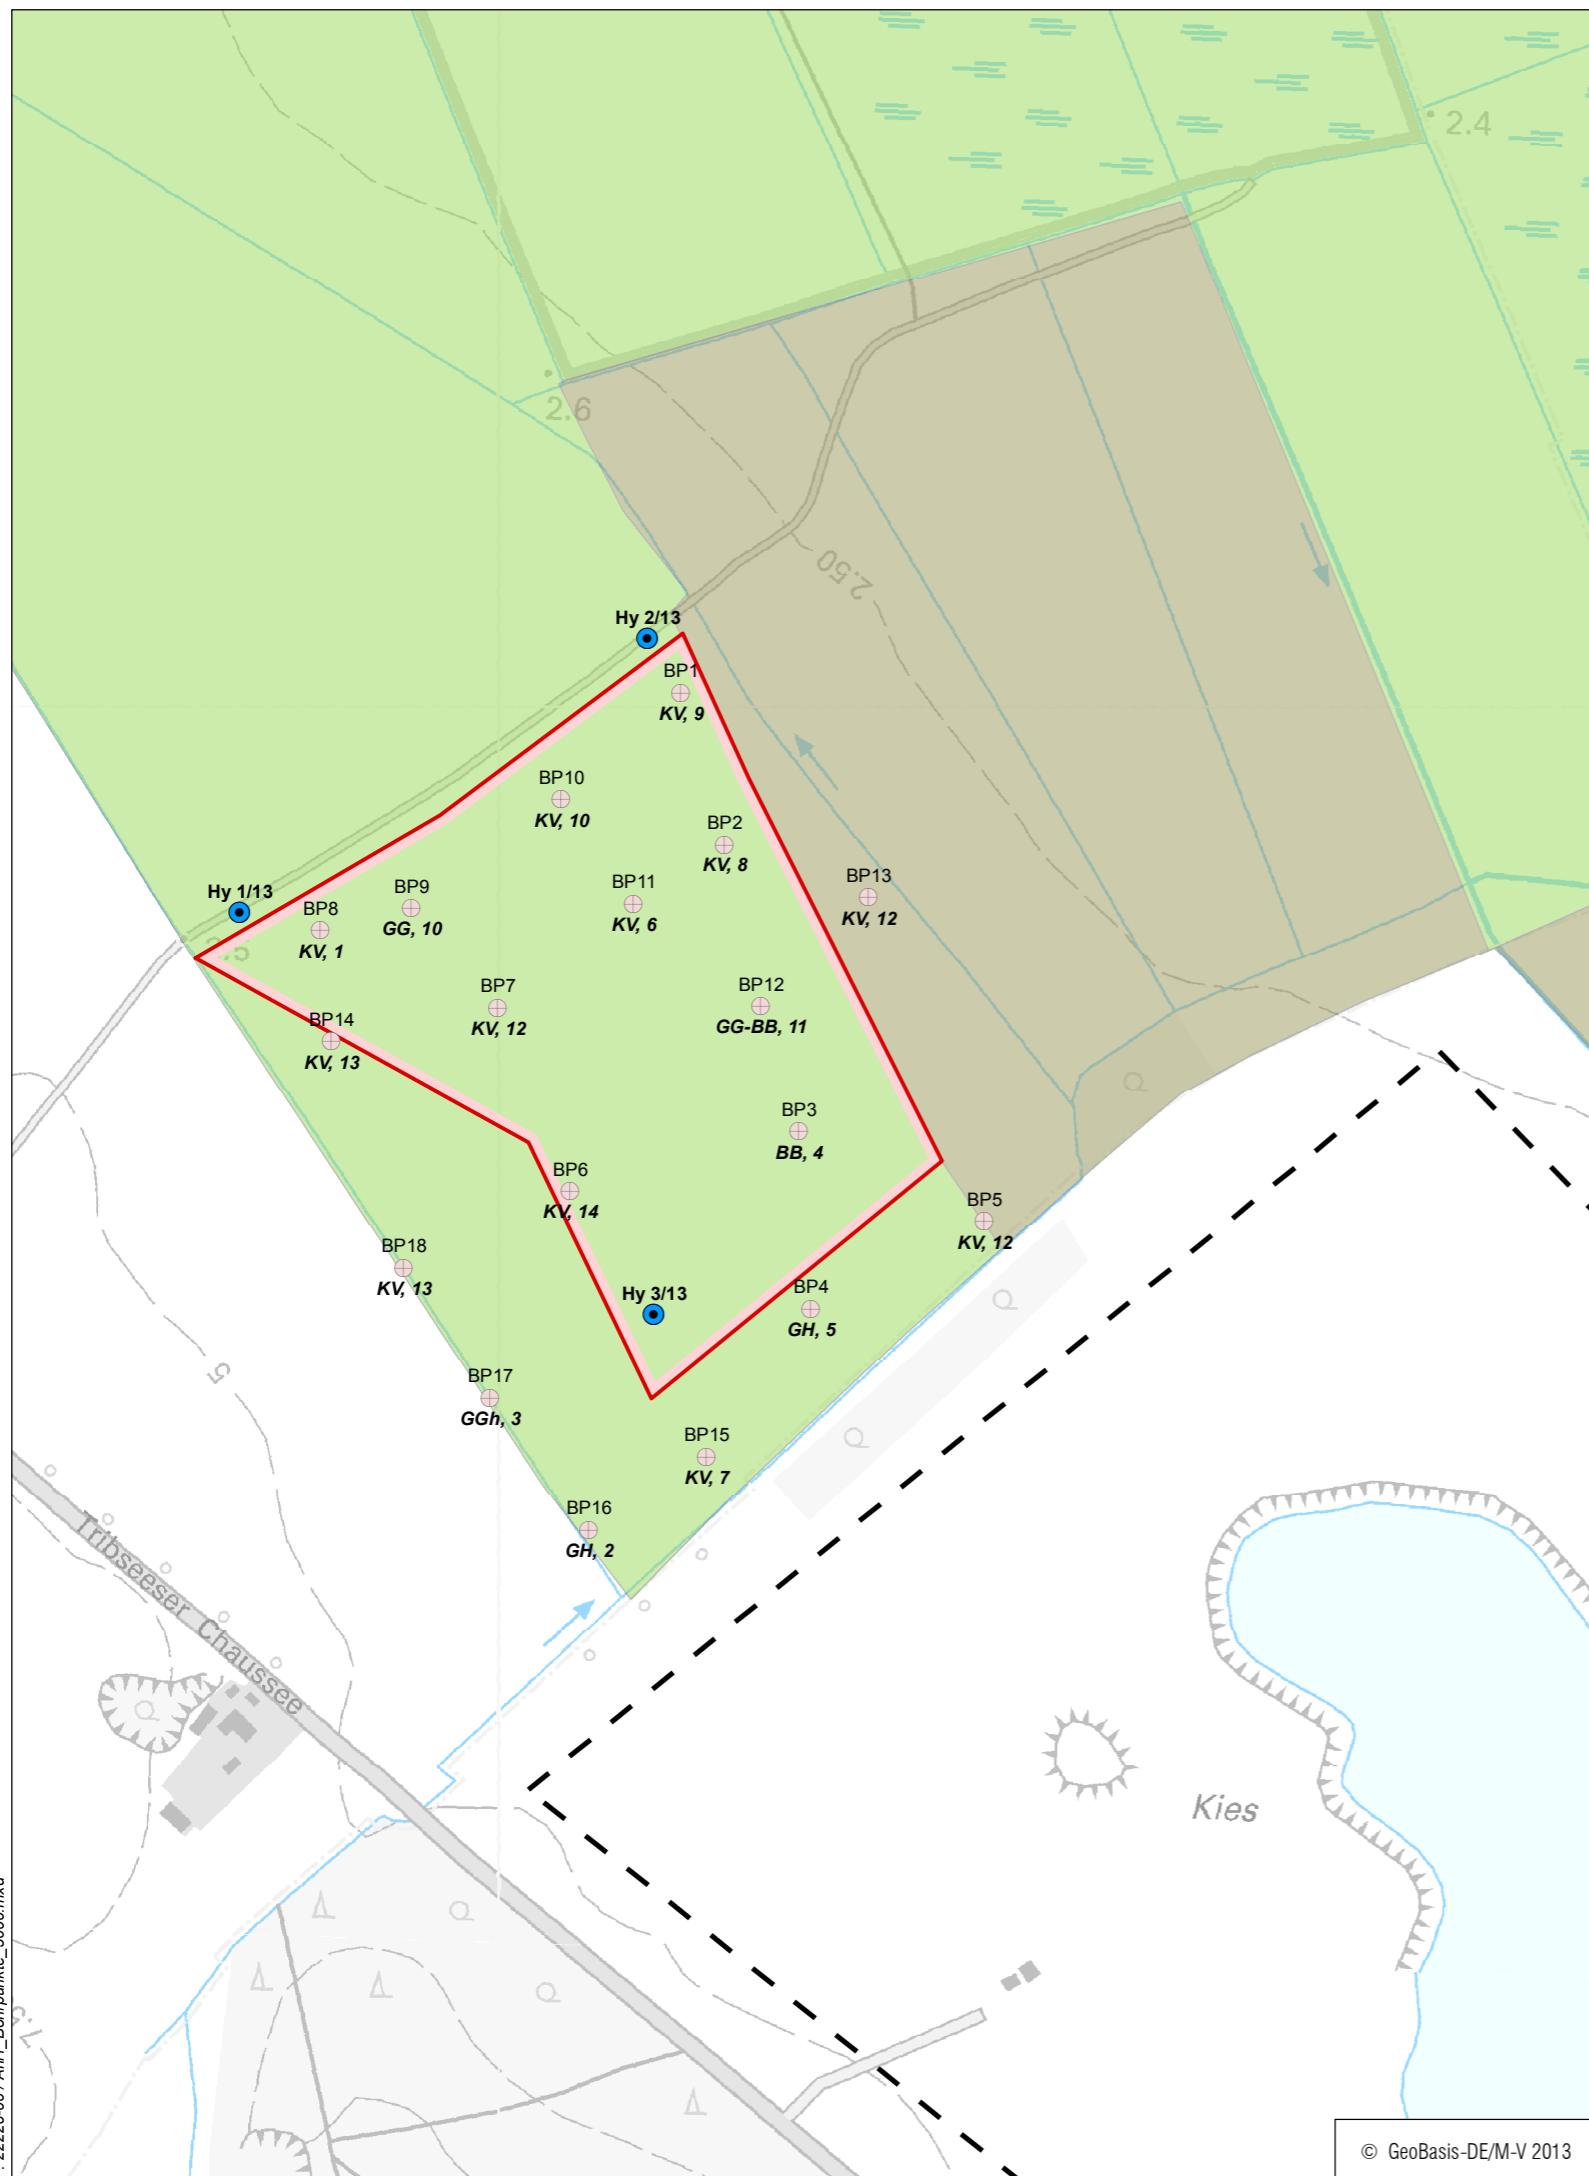 2.4
2.6
2.50
Hy 2/13
BP1
KV, 9
BP10
KV, 10
BP2
KV, 8
BP13
KV, 12
BP11
KV, 6
BP9
GG, 10
Hy 1/13
BP8
KV, 1
BP7
KV, 12
BP12
GG-BB, 11
BP14
KV, 13
BP3
BB, 4
BP6
KV, 14
BP5
KV, 12
BP18
KV, 13
Hy 3/13
BP4
GH, 5
5
BP17
GGh, 3
BP15
KV, 7
BP16
GH, 2
Tribseeser Chaussee
Kies
© GeoBasis-DE/M-V 2013